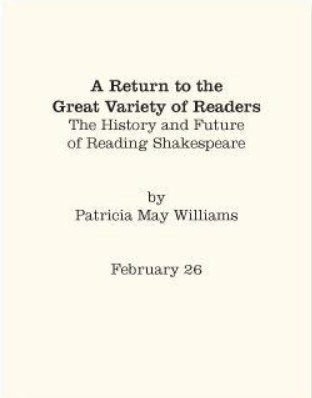 A Return to the
Great Variety of Readers
The History and Future
of Reading Shakespeare
by
Patricia May Williams
February 26